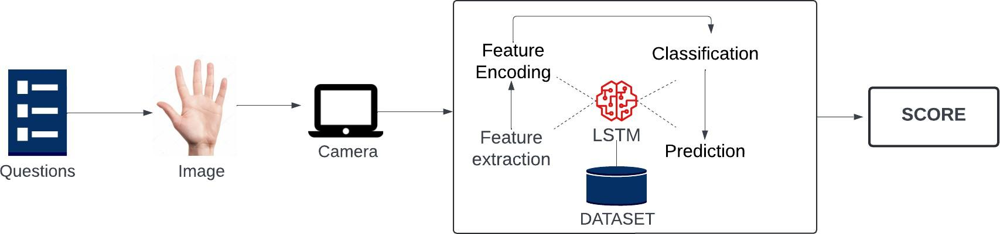 Questions
Image
Camera
Feature
Encoding
Feature
extraction
LSTM
DATASET
Classification
Prediction
SCORE